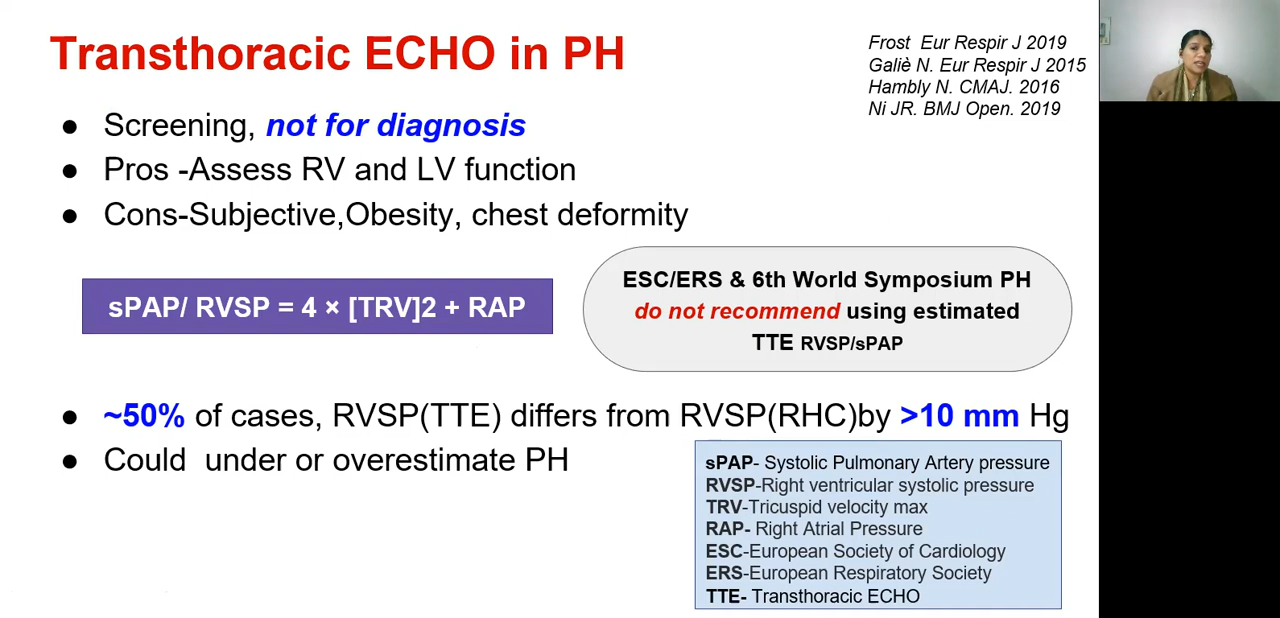 Transthoracic ECHO in PH
Frost Eur Respir J 2019
Galiè N. Eur Respir J 2015
Hambly N. CMAJ. 2016
Ni JR. BMJ Open. 2019
● Screening, not for diagnosis
● Pros -Assess RV and LV function
● Cons-Subjective,Obesity, chest deformity
sPAP/ RVSP = 4 × [TRV]2 + RAP
ESC/ERS & 6th World Symposium PH
do not recommend using estimated
TTE RVSP/sPAP
● ~50% of cases, RVSP(TTE) differs from RVSP(RHC)by >10 mm Hg
● Could under or overestimate PH
sPAP- Systolic Pulmonary Artery pressure
RVSP-Right ventricular systolic pressure
TRV-Tricuspid velocity max
RAP- Right Atrial Pressure
ESC-European Society of Cardiology
ERS-European Respiratory Society
TTE- Transthoracic ECHO